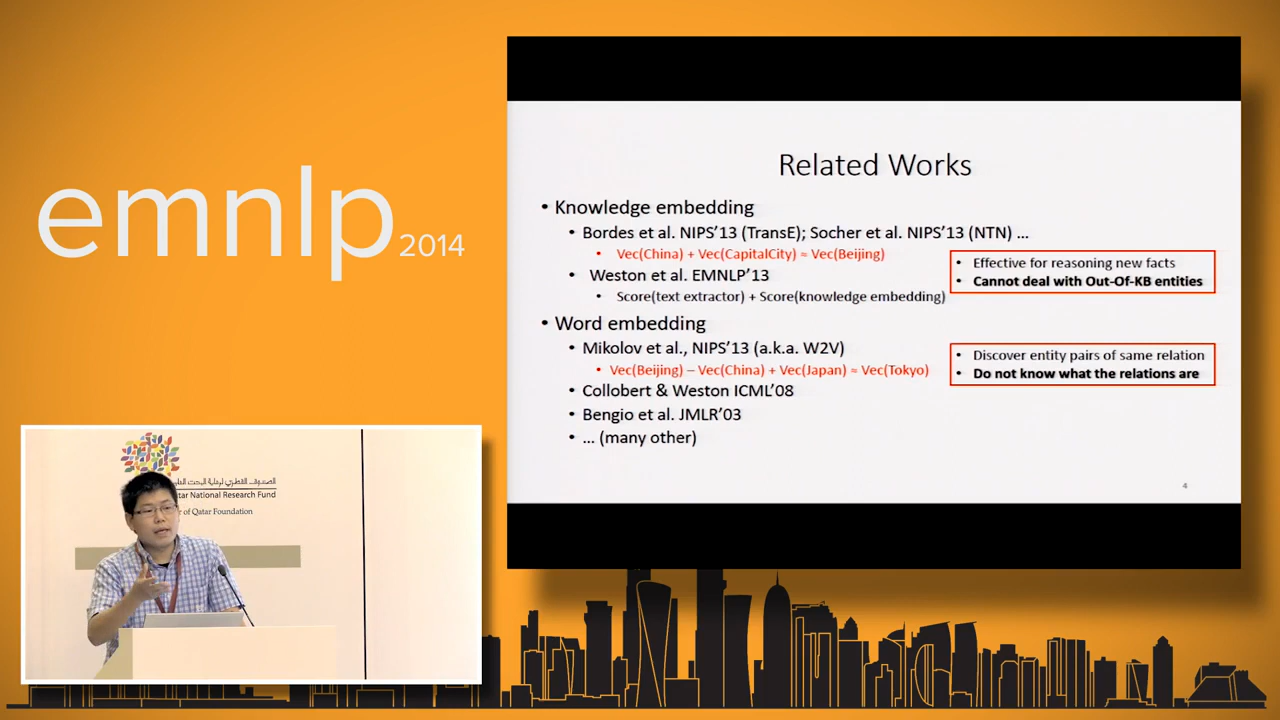 emnlp 2014
Related Works
• Knowledge embedding
• Bordes et al. NIPS'13 (TransE); Socher et al. NIPS'13 (NTN) ...
• Vec(China) + Vec(CapitalCity) ≈ Vec(Beijing)
• Weston et al. EMNLP'13
• Score(text extractor) + Score(knowledge embedding)
• Effective for reasoning new facts
• Cannot deal with Out-Of-KB entities
• Word embedding
• Mikolov et al., NIPS'13 (a.k.a. W2V)
• Vec(Beijing) – Vec(China) + Vec(Japan) ≈ Vec(Tokyo)
• Discover entity pairs of same relation
• Do not know what the relations are
• Collobert & Weston ICML'08
• Bengio et al. JMLR'03
• ... (many other)
4
tar National Research Fund
of Qatar Foundation